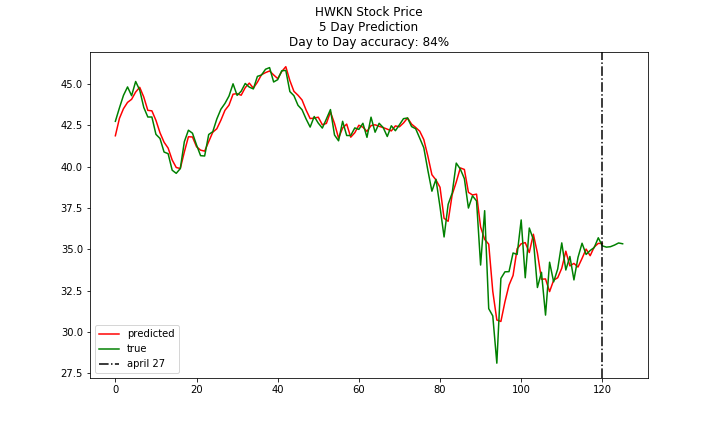 HWKN Stock Price
5 Day Prediction
Day to Day accuracy: 84%
45.0
42.5
40.0
37.5
35.0
32.5
30.0
27.5
predicted
true
april 27
0 20 40 60 80 100 120